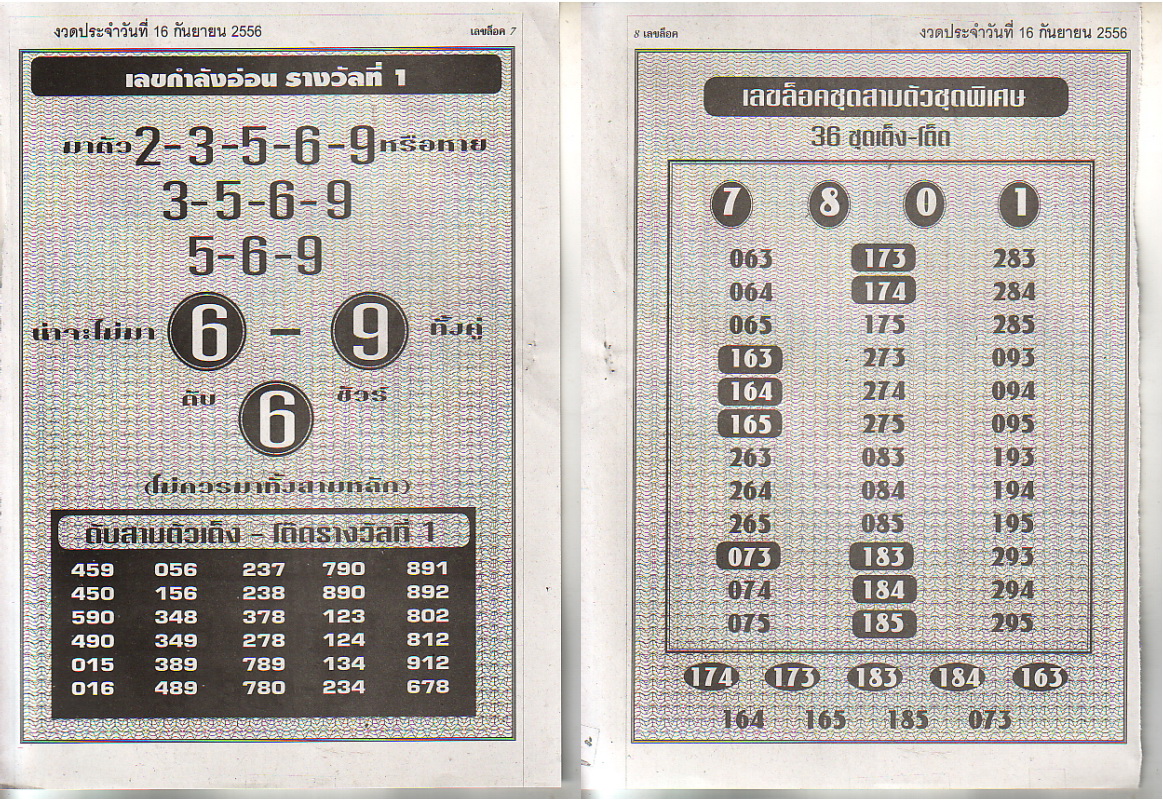 งวดประจำวันที่ 16 กันยายน 2556
เลขล็อค 7
เลขกำลังอ่อน รางวัลที่ 1
มาตัว 2-3-5-6-9 หรือหาย
3-5-6-9
5-6-9
น่าจะไม่มา 6 - 9 ทั้งคู่
ดับ 6 ชัวร์
(ไม่ควรมาทั้งสามหลัก)
ดับสามตัวเด็ง - โด๊ดรางวัลที่ 1
459 056 237 790 891
450 156 238 890 892
590 348 378 123 802
490 349 278 124 812
015 389 789 134 912
016 489 780 234 678
8 เลขล็อค
งวดประจำวันที่ 16 กันยายน 2556
เลขล็อคชุดสามตัวชุดพิเศษ
36 ชุดเต็ง-โต๊ด
7 8 0 1
063 173 283
064 174 284
065 175 285
163 273 093
164 274 094
165 275 095
263 083 193
264 084 194
265 085 195
073 183 293
074 184 294
075 185 295
174 173 183 184 163
164 165 185 073